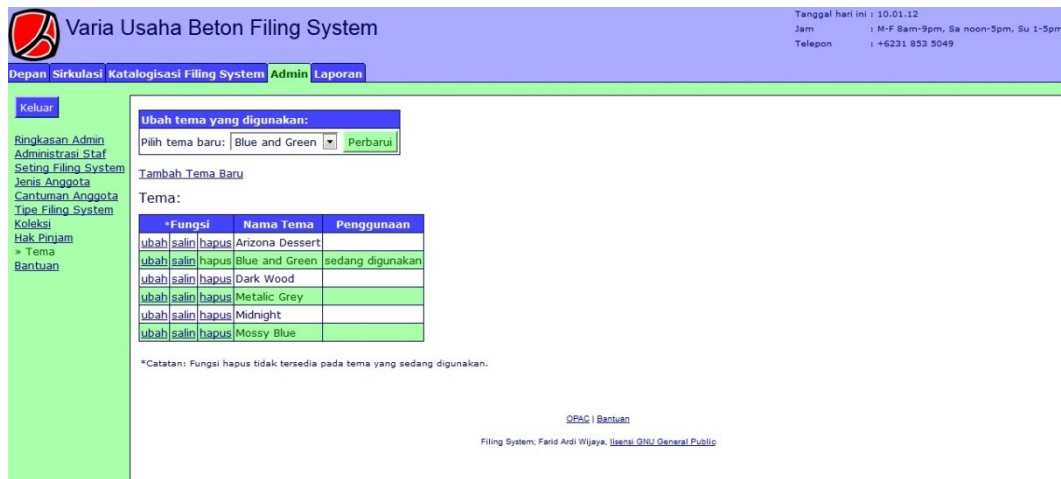 Varia Usaha Beton Filing System
Tanggal hari ini : 10.01.12
Jam : M-F 8am-9pm, Sa noon-5pm, Su 1-5pm
Telepon : +6231 853 5049
Depan Sirkulasi Katalogisasi Filing System Admin Laporan
Keluar
Ringkasan Admin
Administrasi Staf
Seting Filing System
Jenis Anggota
Cantuman Anggota
Tipe Filing System
Koleksi
Hak Pinjam
» Tema
Bantuan
Ubah tema yang digunakan:
Pilih tema baru: Blue and Green Perbarui
Tambah Tema Baru
Tema:
*Fungsi Nama Tema Penggunaan
ubah salin hapus Arizona Dessert
ubah salin hapus Blue and Green sedang digunakan
ubah salin hapus Dark Wood
ubah salin hapus Metalic Grey
ubah salin hapus Midnight
ubah salin hapus Mossy Blue
*Catatan: Fungsi hapus tidak tersedia pada tema yang sedang digunakan.
OPAC | Bantuan
Filing System; Farid Ardi Wijaya, lisensi GNU General Public